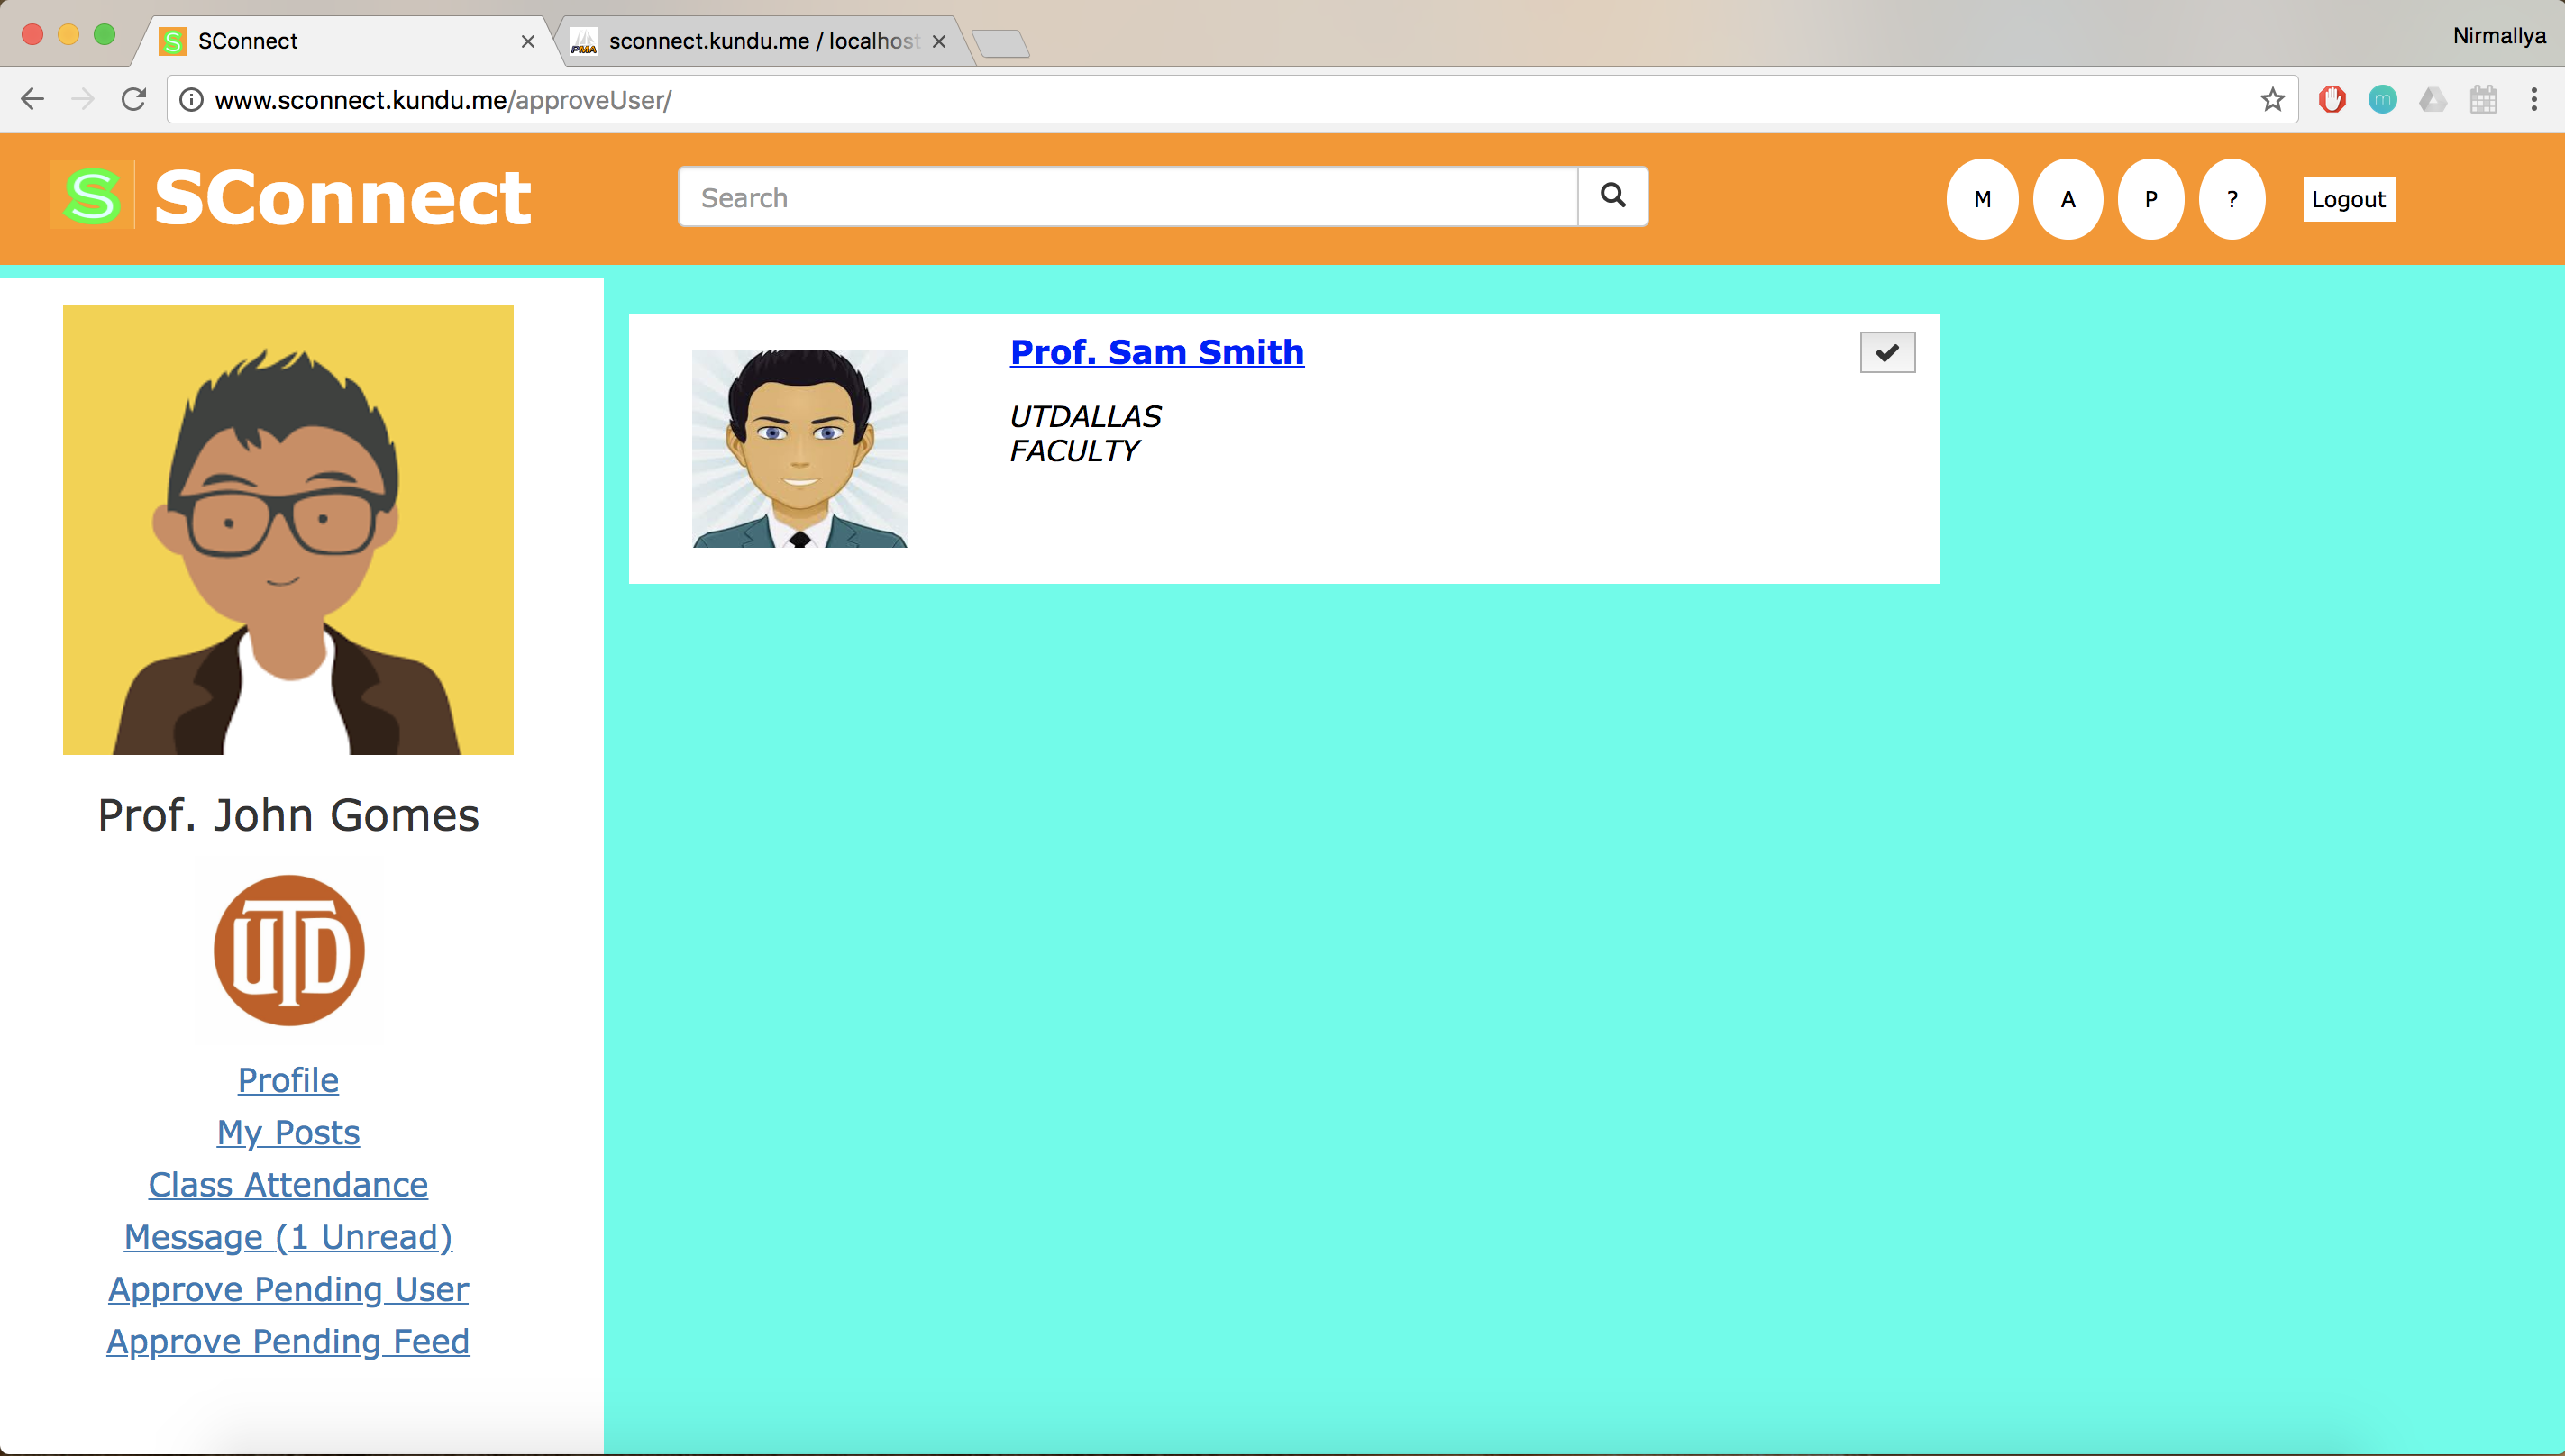 SConnect
sconnect.kundu.me / localhost
Nirmallya
www.sconnect.kundu.me/approveUser/
m
S SConnect
Search
M
A
P
?
Logout
Prof. Sam Smith
UTDALLAS
FACULTY
Prof. John Gomes
UTD
Profile
My Posts
Class Attendance
Message (1 Unread)
Approve Pending User
Approve Pending Feed